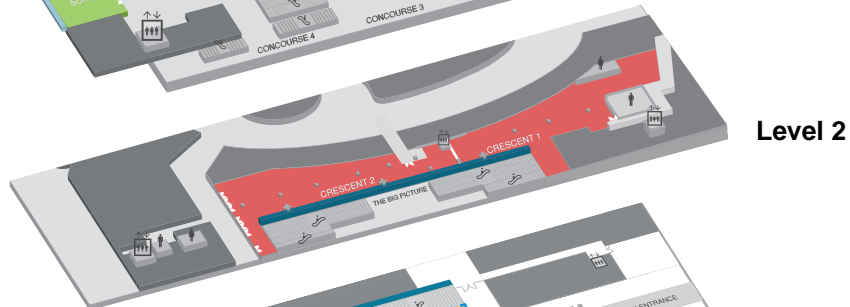 CONCOURSE 3
CONCOURSE 4
Level 2
CRESCENT 1
CRESCENT 2
THE BIG PICTURE
ENTRANCE